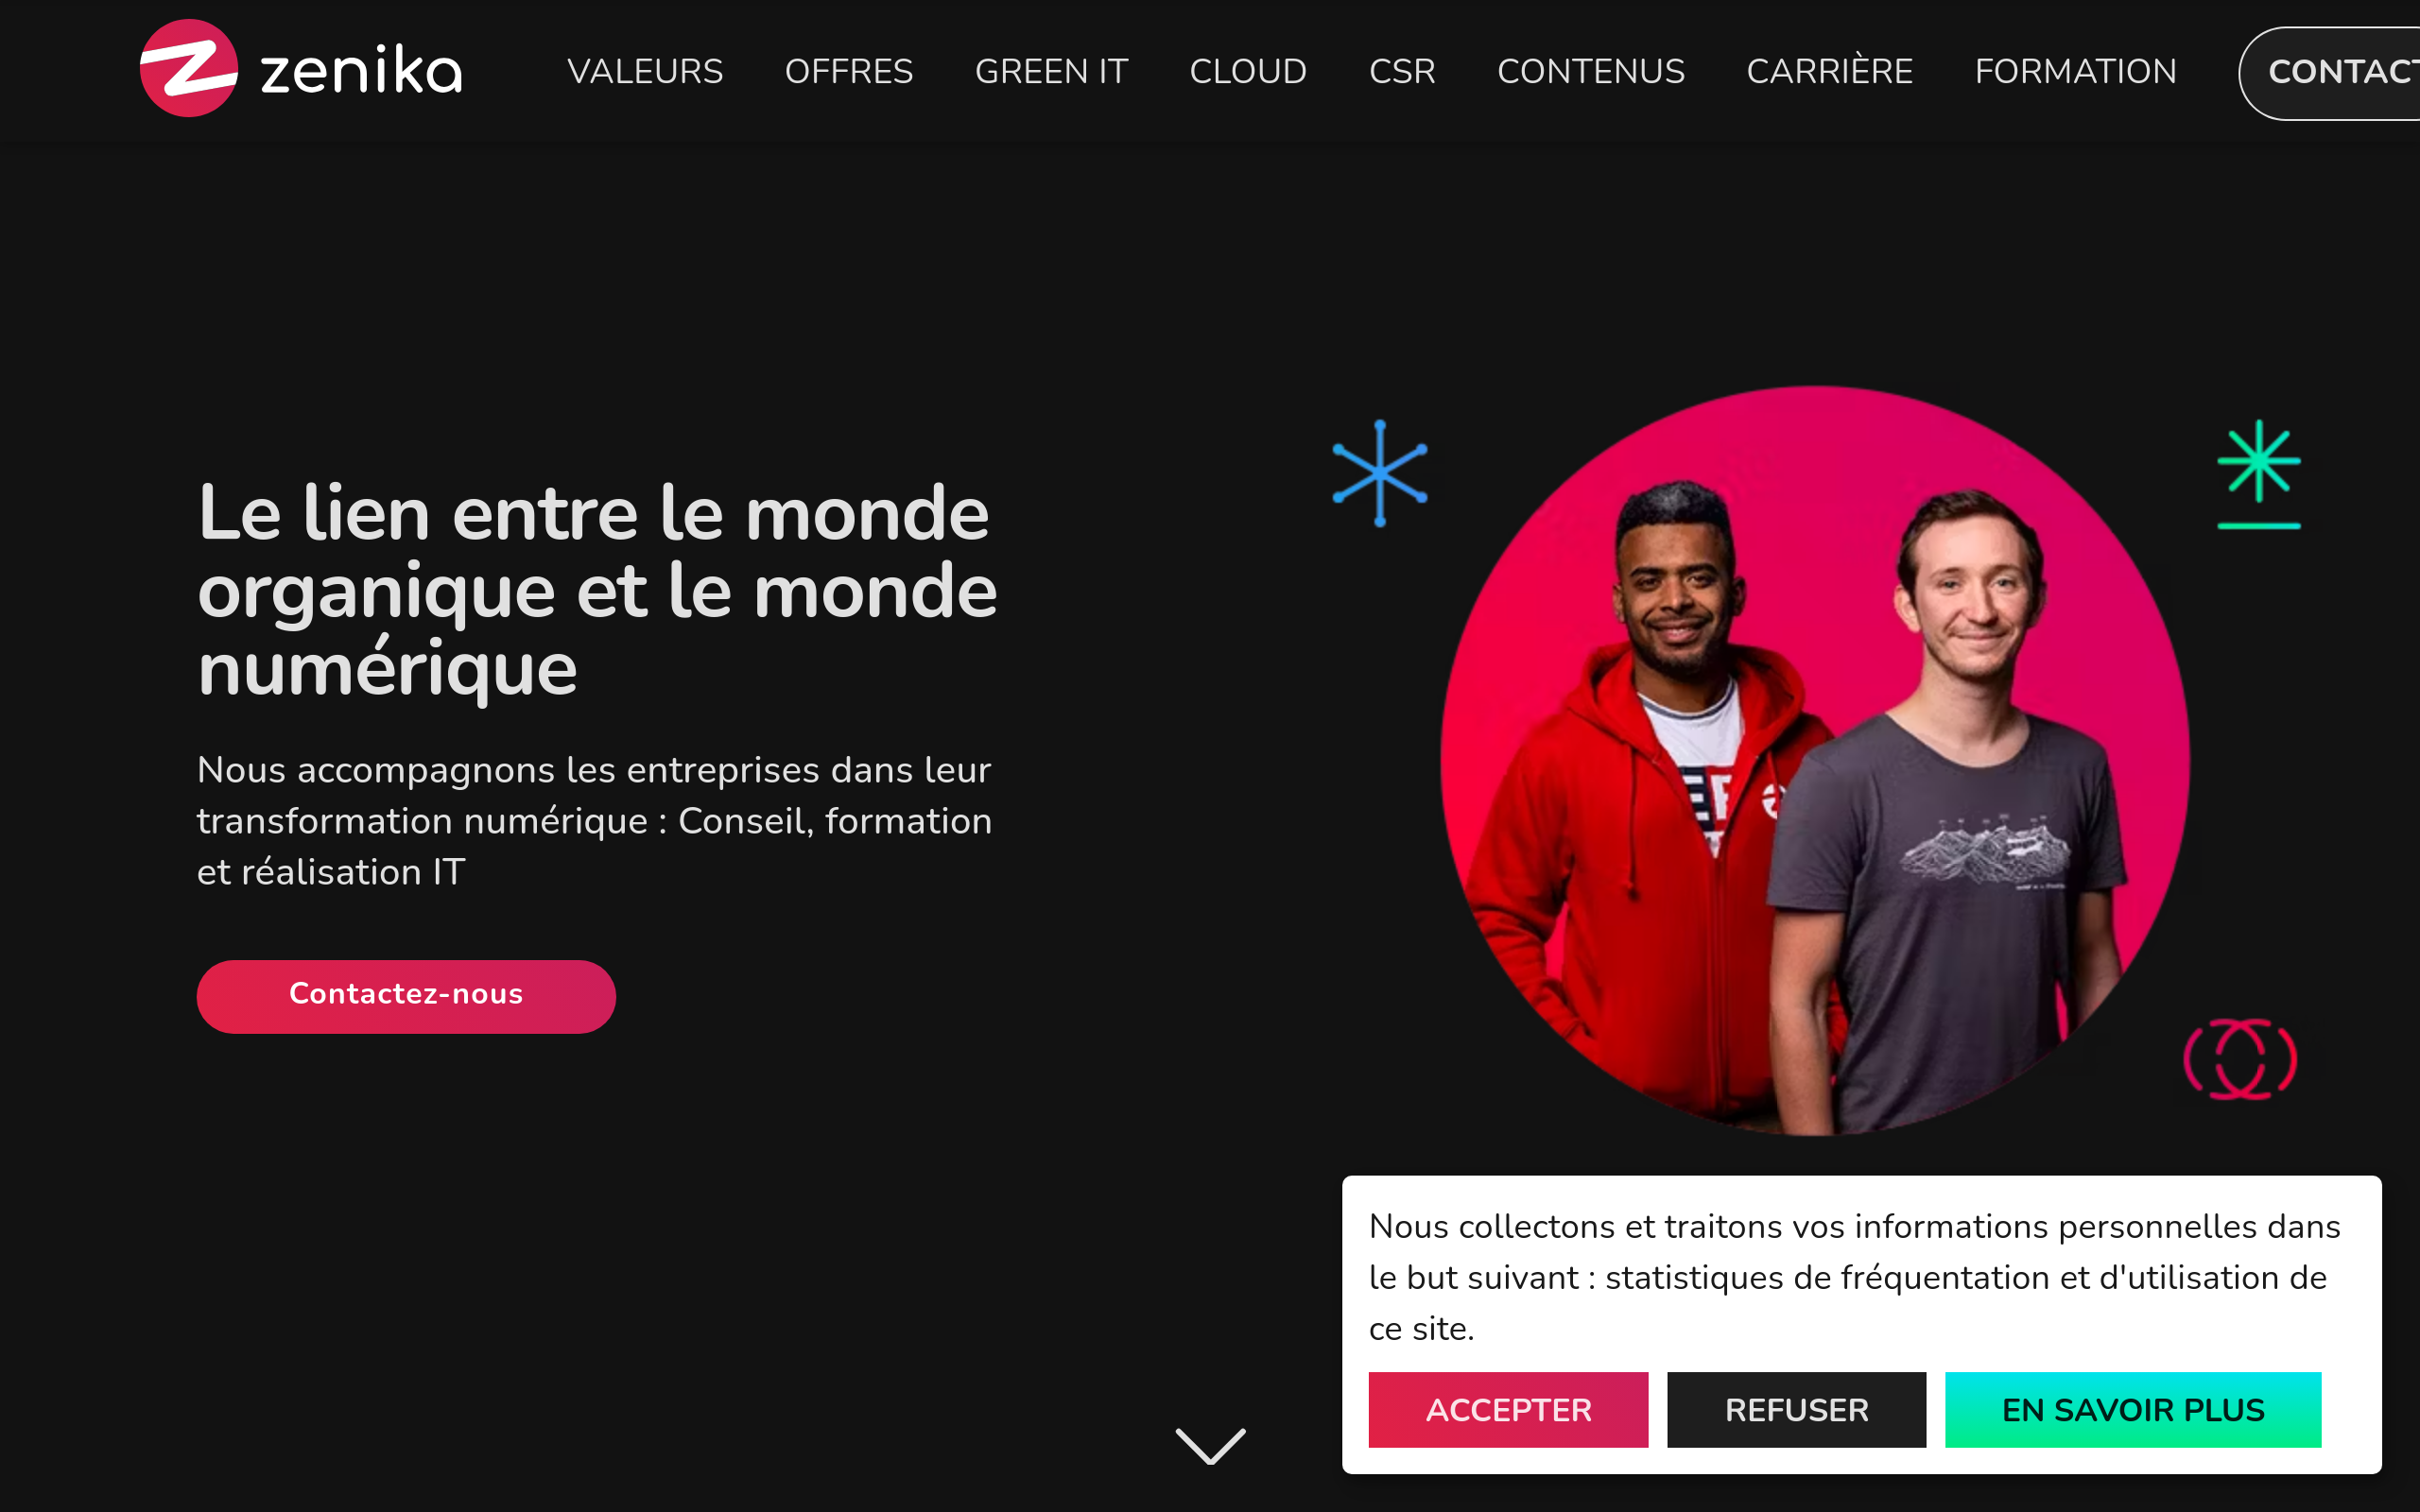 zenika
VALEURS
OFFRES
GREEN IT
CLOUD
CSR
CONTENUS
CARRIÈRE
FORMATION
CONTACT
Le lien entre le monde
organique et le monde
numérique
Nous accompagnons les entreprises dans leur
transformation numérique : Conseil, formation
et réalisation IT
Contactez-nous
Nous collectons et traitons vos informations personnelles dans
le but suivant : statistiques de fréquentation et d'utilisation de
ce site.
ACCEPTER
REFUSER
EN SAVOIR PLUS